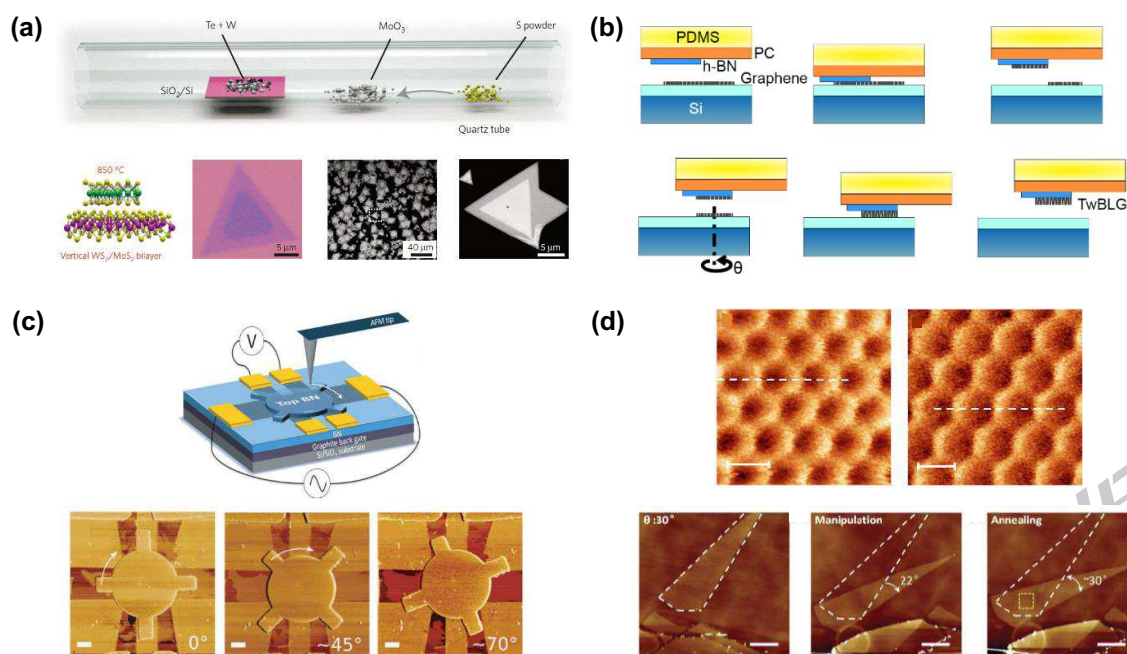 (a)
Te + W
MoO3
S powder
SiO2/Si
Quartz tube
850 °C
Vertical WS2/MoS2 bilayer
5 μm
40 μm
5 μm
(b)
PDMS
PC
h-BN
Graphene
Si
TwBLG
θ
(c)
V
AFM tip
Top BN
BN
Graphite back gate
Si/SiO2 substrate
0°
~45°
~70°
(d)
θ :30°
Manipulation
Annealing
22°
~30°